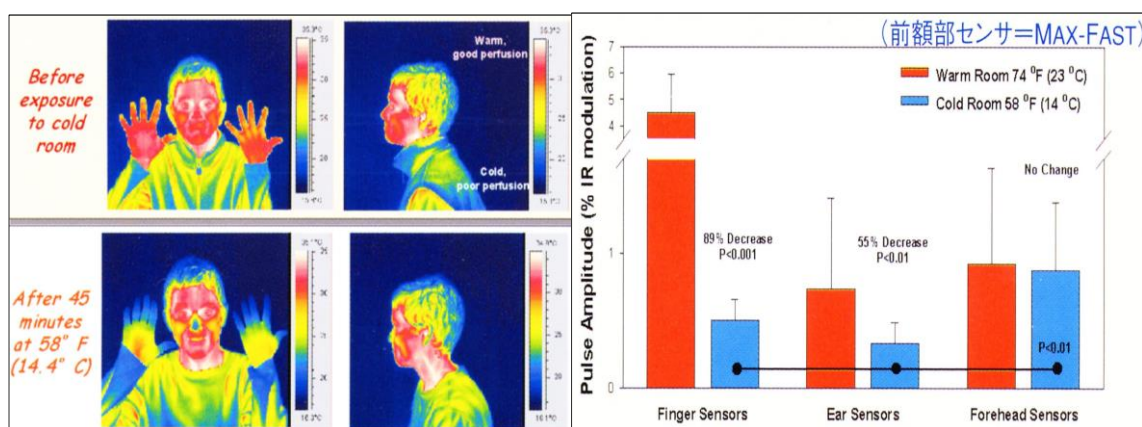 Before
exposure
to cold
room
Warm,
good perfusion
Cold,
poor perfusion
After 45
minutes
at 58° F
(14.4° C)
(前額部センサ=MAX-FAST)
Pulse Amplitude (% IR modulation)
7
6
5
4
1
0
Warm Room 74 °F (23 °C)
Cold Room 58 °F (14 °C)
89% Decrease
P<0.001
55% Decrease
P<0.01
No Change
P<0.01
Finger Sensors
Ear Sensors
Forehead Sensors